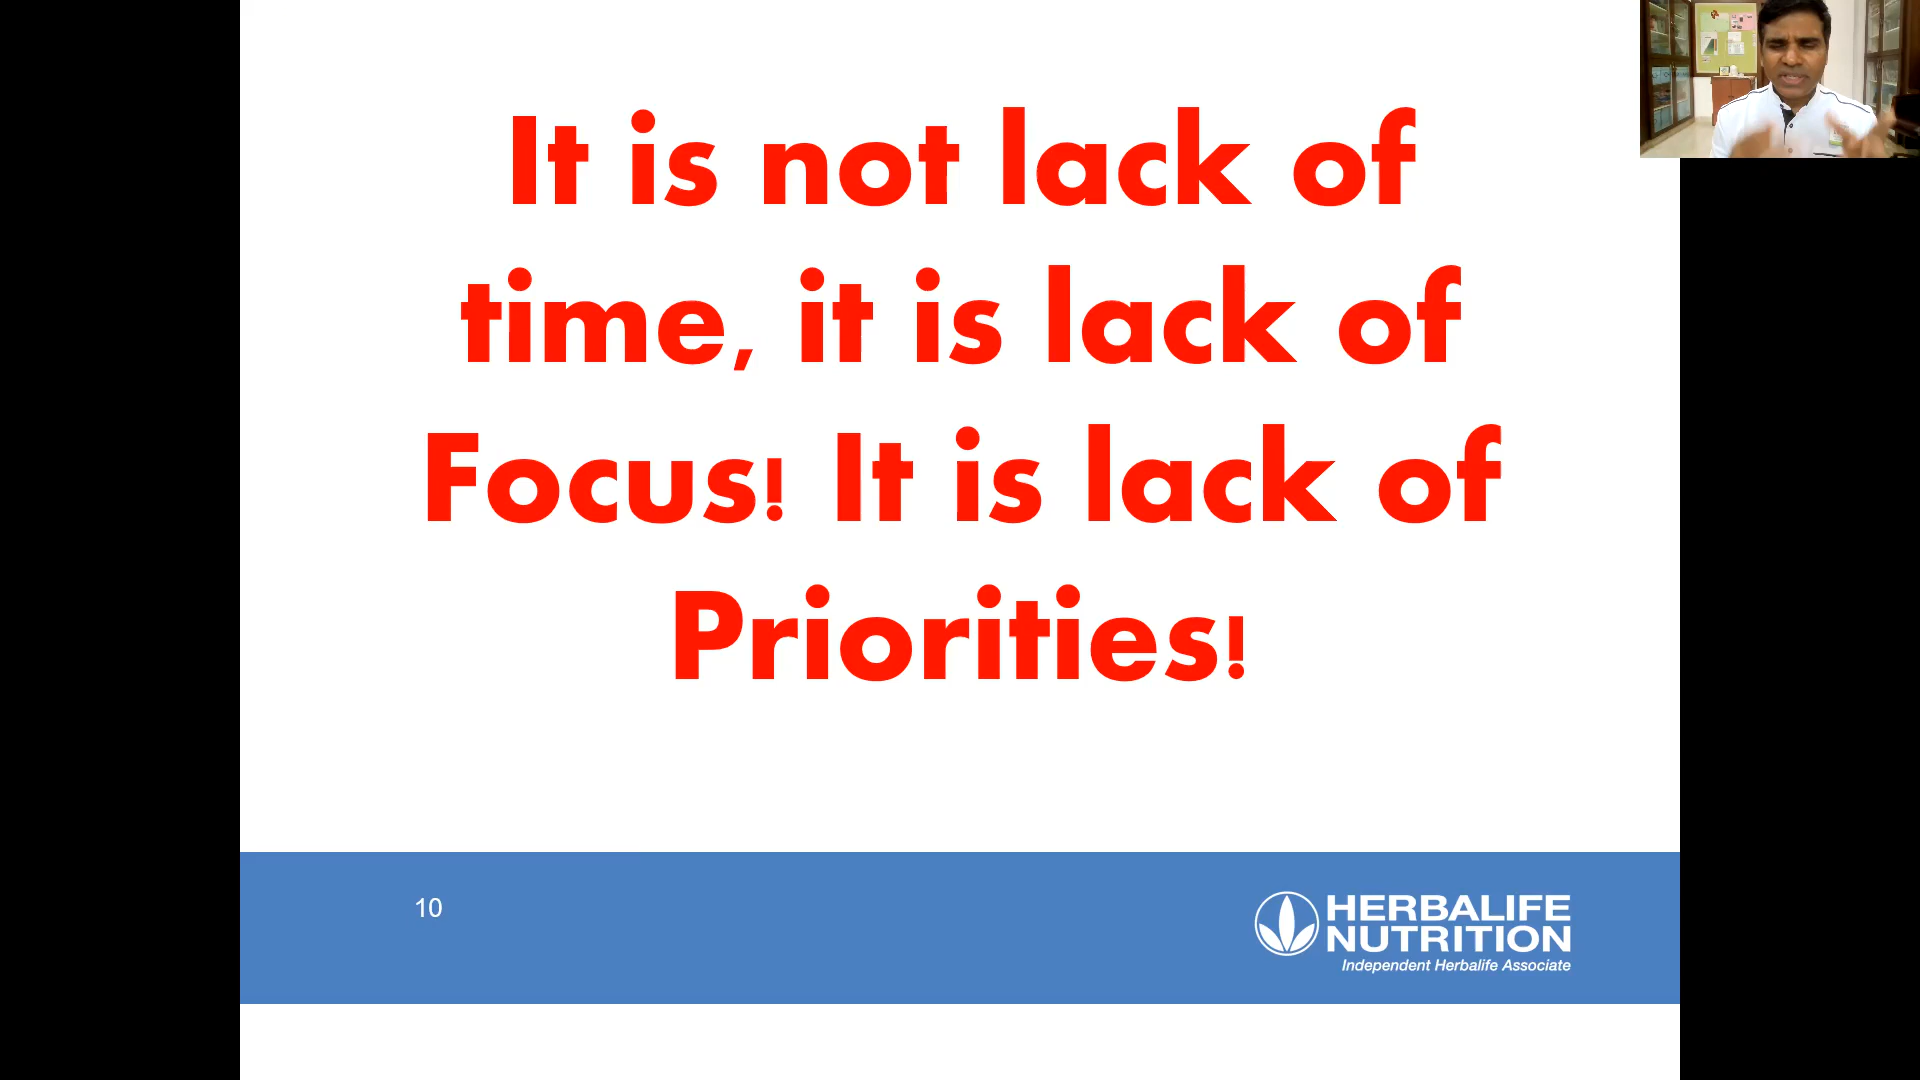 It is not lack of
time, it is lack of
Focus! It is lack of
Priorities!
10
HERBALIFE
NUTRITION
Independent Herbalife Associate